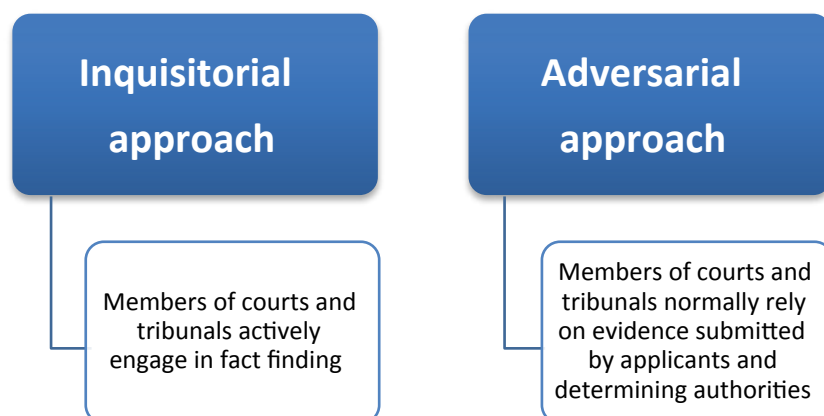 Inquisitorial
approach
Members of courts and
tribunals actively
engage in fact finding
Adversarial
approach
Members of courts and
tribunals normally rely
on evidence submitted
by applicants and
determining authorities